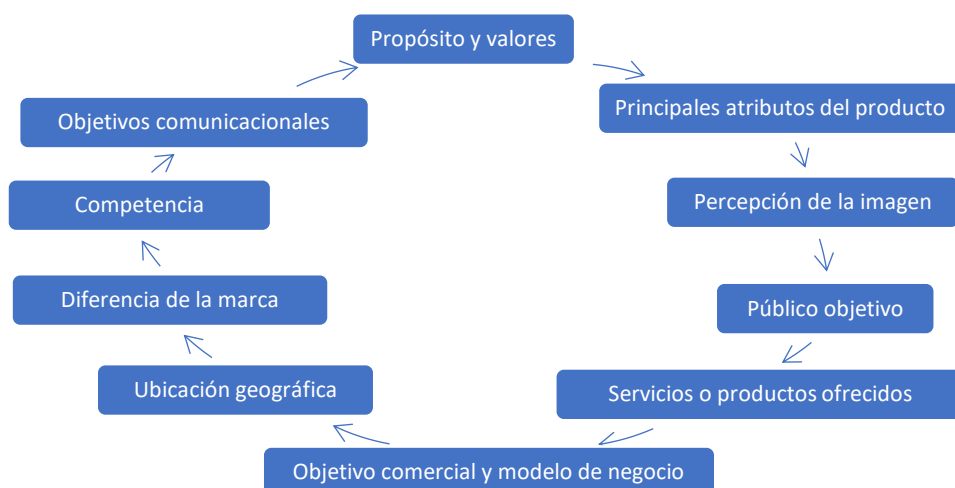 Propósito y valores
Principales atributos del producto
Percepción de la imagen
Público objetivo
Servicios o productos ofrecidos
Objetivo comercial y modelo de negocio
Ubicación geográfica
Diferencia de la marca
Competencia
Objetivos comunicacionales